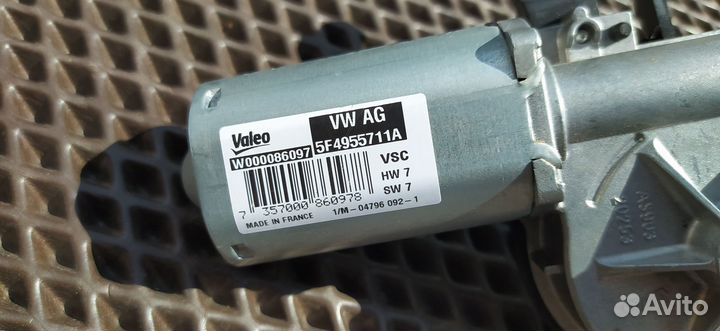 Valeo
VW AG
W000086097
5F4955711A
VSC
HW 7
SW 7
7 357000 860978
MADE IN FRANCE
1/M-04796 092-1
Avito